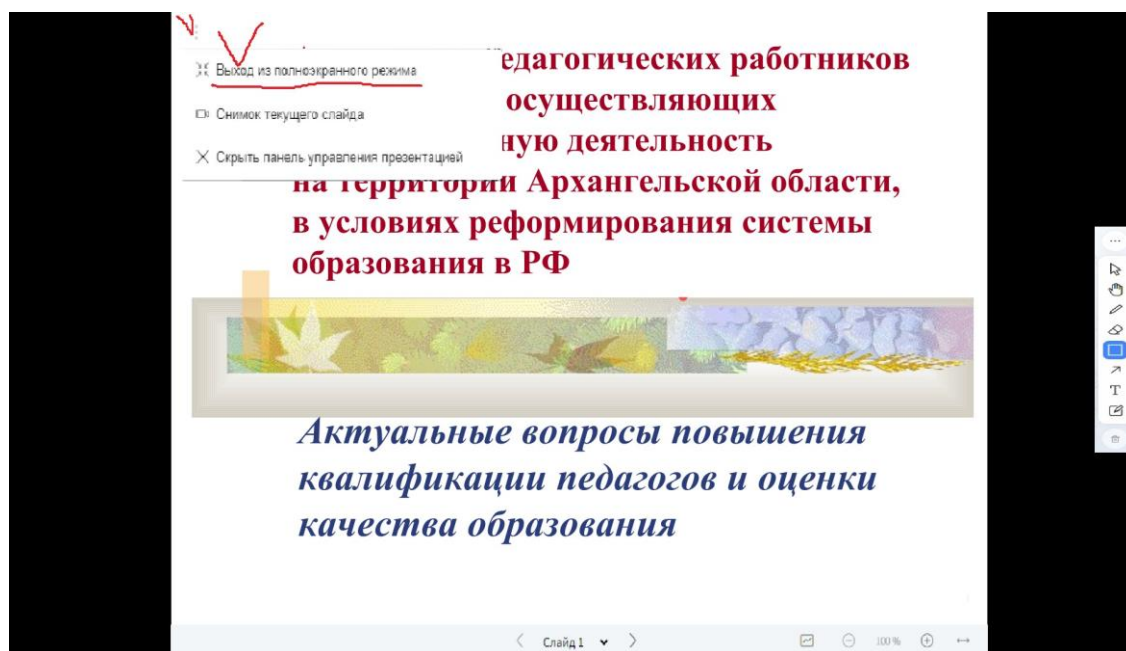 Выход из полноэкранного режима
Снимок текущего слайда
Скрыть панель управления презентацией
едагогических работников
осуществляющих
ную деятельность
на территории Архангельской области,
в условиях реформирования системы
образования в РФ
Актуальные вопросы повышения
квалификации педагогов и оценки
качества образования
T
Слайд 1
100 %